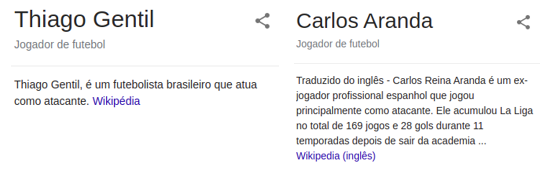 Thiago Gentil
Jogador de futebol
Thiago Gentil, é um futebolista brasileiro que atua
como atacante. Wikipédia
Carlos Aranda
Jogador de futebol
Traduzido do inglês - Carlos Reina Aranda é um ex-
jogador profissional espanhol que jogou
principalmente como atacante. Ele acumulou La Liga
no total de 169 jogos e 28 gols durante 11
temporadas depois de sair da academia ...
Wikipedia (inglês)